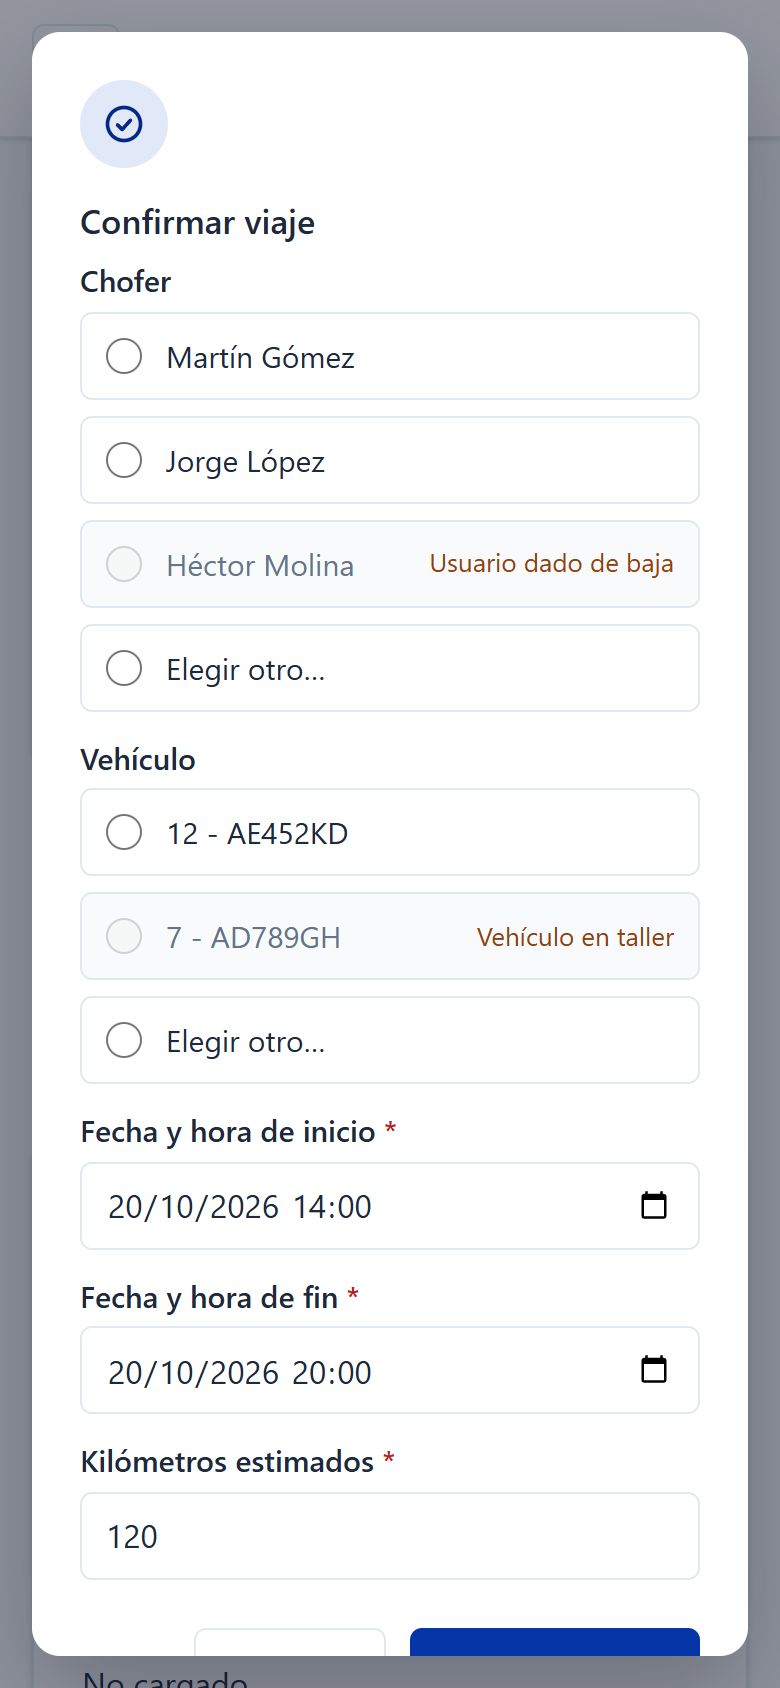 Confirmar viaje
Chofer
Martín Gómez
Jorge López
Héctor Molina Usuario dado de baja
Elegir otro...
Vehículo
12 - AE452KD
7 - AD789GH Vehículo en taller
Elegir otro...
Fecha y hora de inicio *
20/10/2026 14:00
Fecha y hora de fin *
20/10/2026 20:00
Kilómetros estimados *
120
No cargado